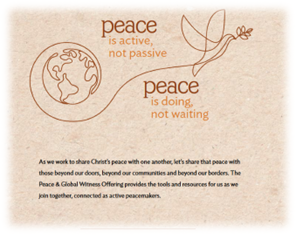 peace
is active,
not passive
peace
is doing,
not waiting
As we work to share Christ's peace with one another, let's share that peace with
those beyond our doors, beyond our communities and beyond our borders. The
Peace & Global Witness Offering provides the tools and resources for us as we
join together, connected as active peacemakers.